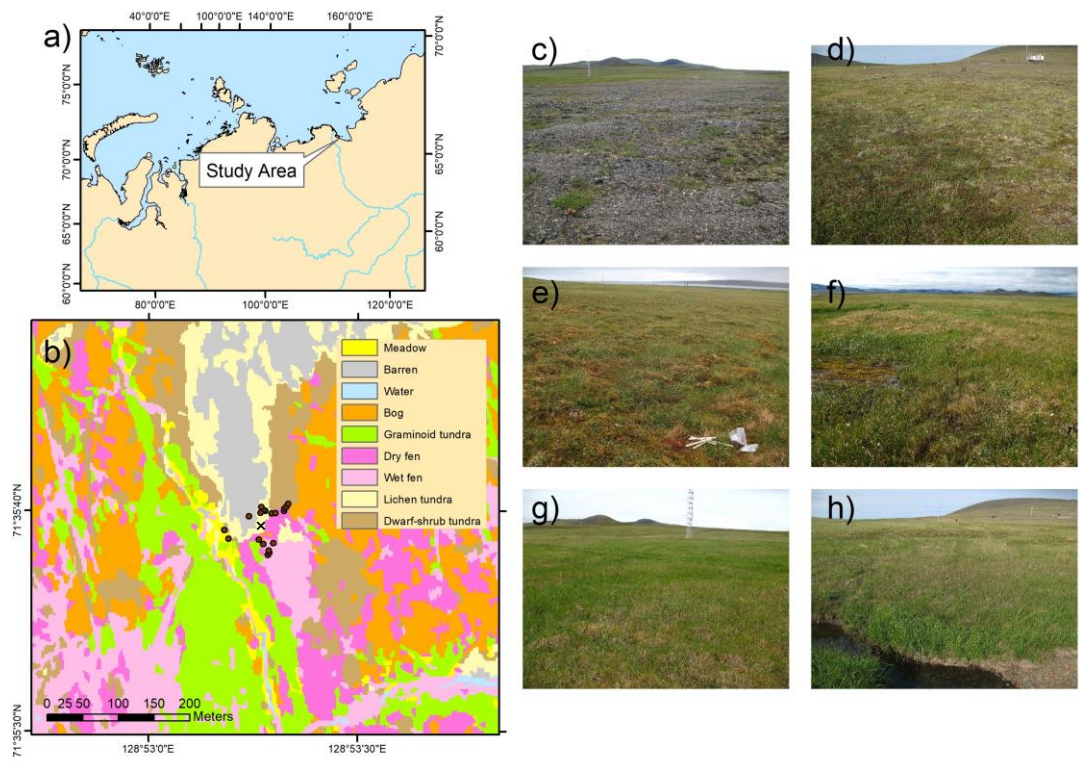 a)
40°0'0"E
100°0'0"E
140°0'0"E
160°0'0"E
75°0'0"N
70°0'0"N
65°0'0"N
60°0'0"N
70°0'0"N
65°0'0"N
60°0'0"N
Study Area
80°0'0"E
100°0'0"E
120°0'0"E
b)
Meadow
Barren
Water
Bog
Graminoid tundra
Dry fen
Wet fen
Lichen tundra
Dwarf-shrub tundra
71°35'40"N
71°35'30"N
0 25 50 100 150 200
Meters
128°53'0"E
128°53'30"E
c)
d)
e)
f)
g)
h)